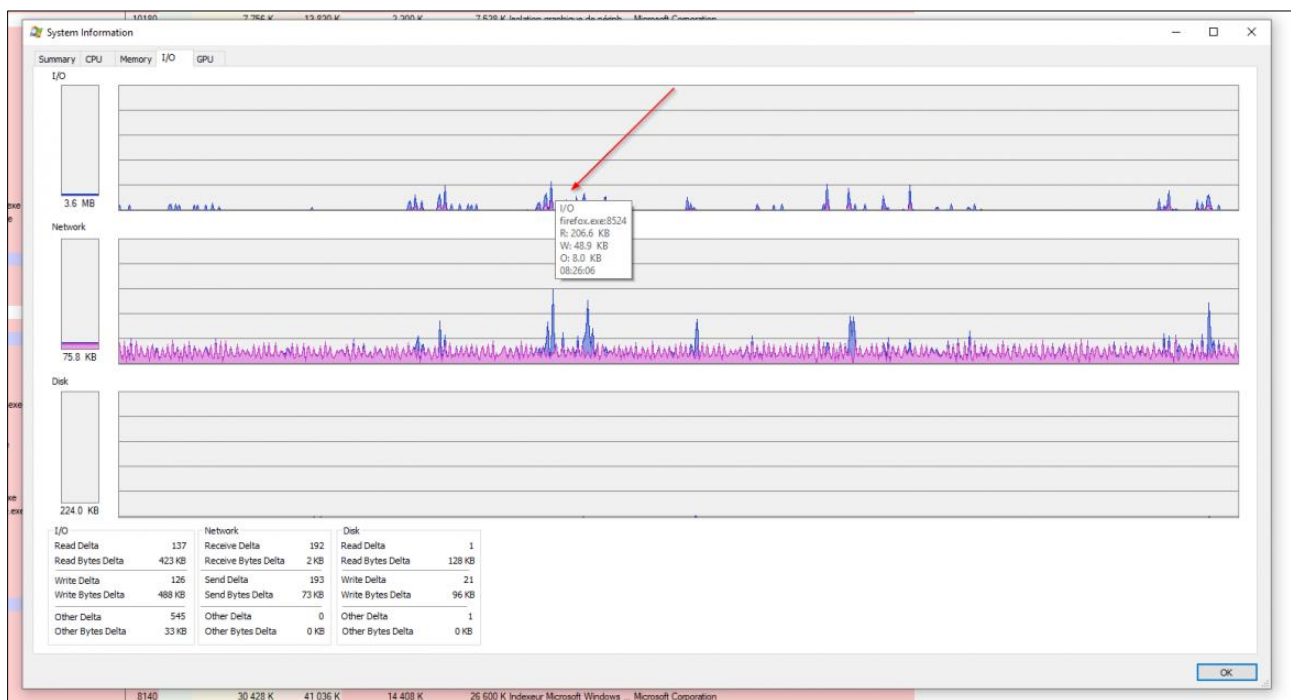 10180 7 756 K 13 820 K 2 200 K 7 528 K Isolation graphique de périph... Microsoft Corporation
System Information
Summary CPU Memory I/O GPU
I/O
3.6 MB
I/O
firefox.exe:8524
R: 206.6 KB
W: 48.9 KB
O: 8.0 KB
08:26:06
Network
75.8 KB
Disk
224.0 KB
I/O Network Disk
Read Delta 137 Receive Delta 192 Read Delta 1
Read Bytes Delta 423 KB Receive Bytes Delta 2 KB Read Bytes Delta 128 KB
Write Delta 126 Send Delta 193 Write Delta 21
Write Bytes Delta 488 KB Send Bytes Delta 73 KB Write Bytes Delta 96 KB
Other Delta 545 Other Delta 0 Other Delta 1
Other Bytes Delta 33 KB Other Bytes Delta 0 KB Other Bytes Delta 0 KB
OK
8140 30 428 K 41 036 K 14 408 K 26 600 K Indexeur Microsoft Windows ... Microsoft Corporation